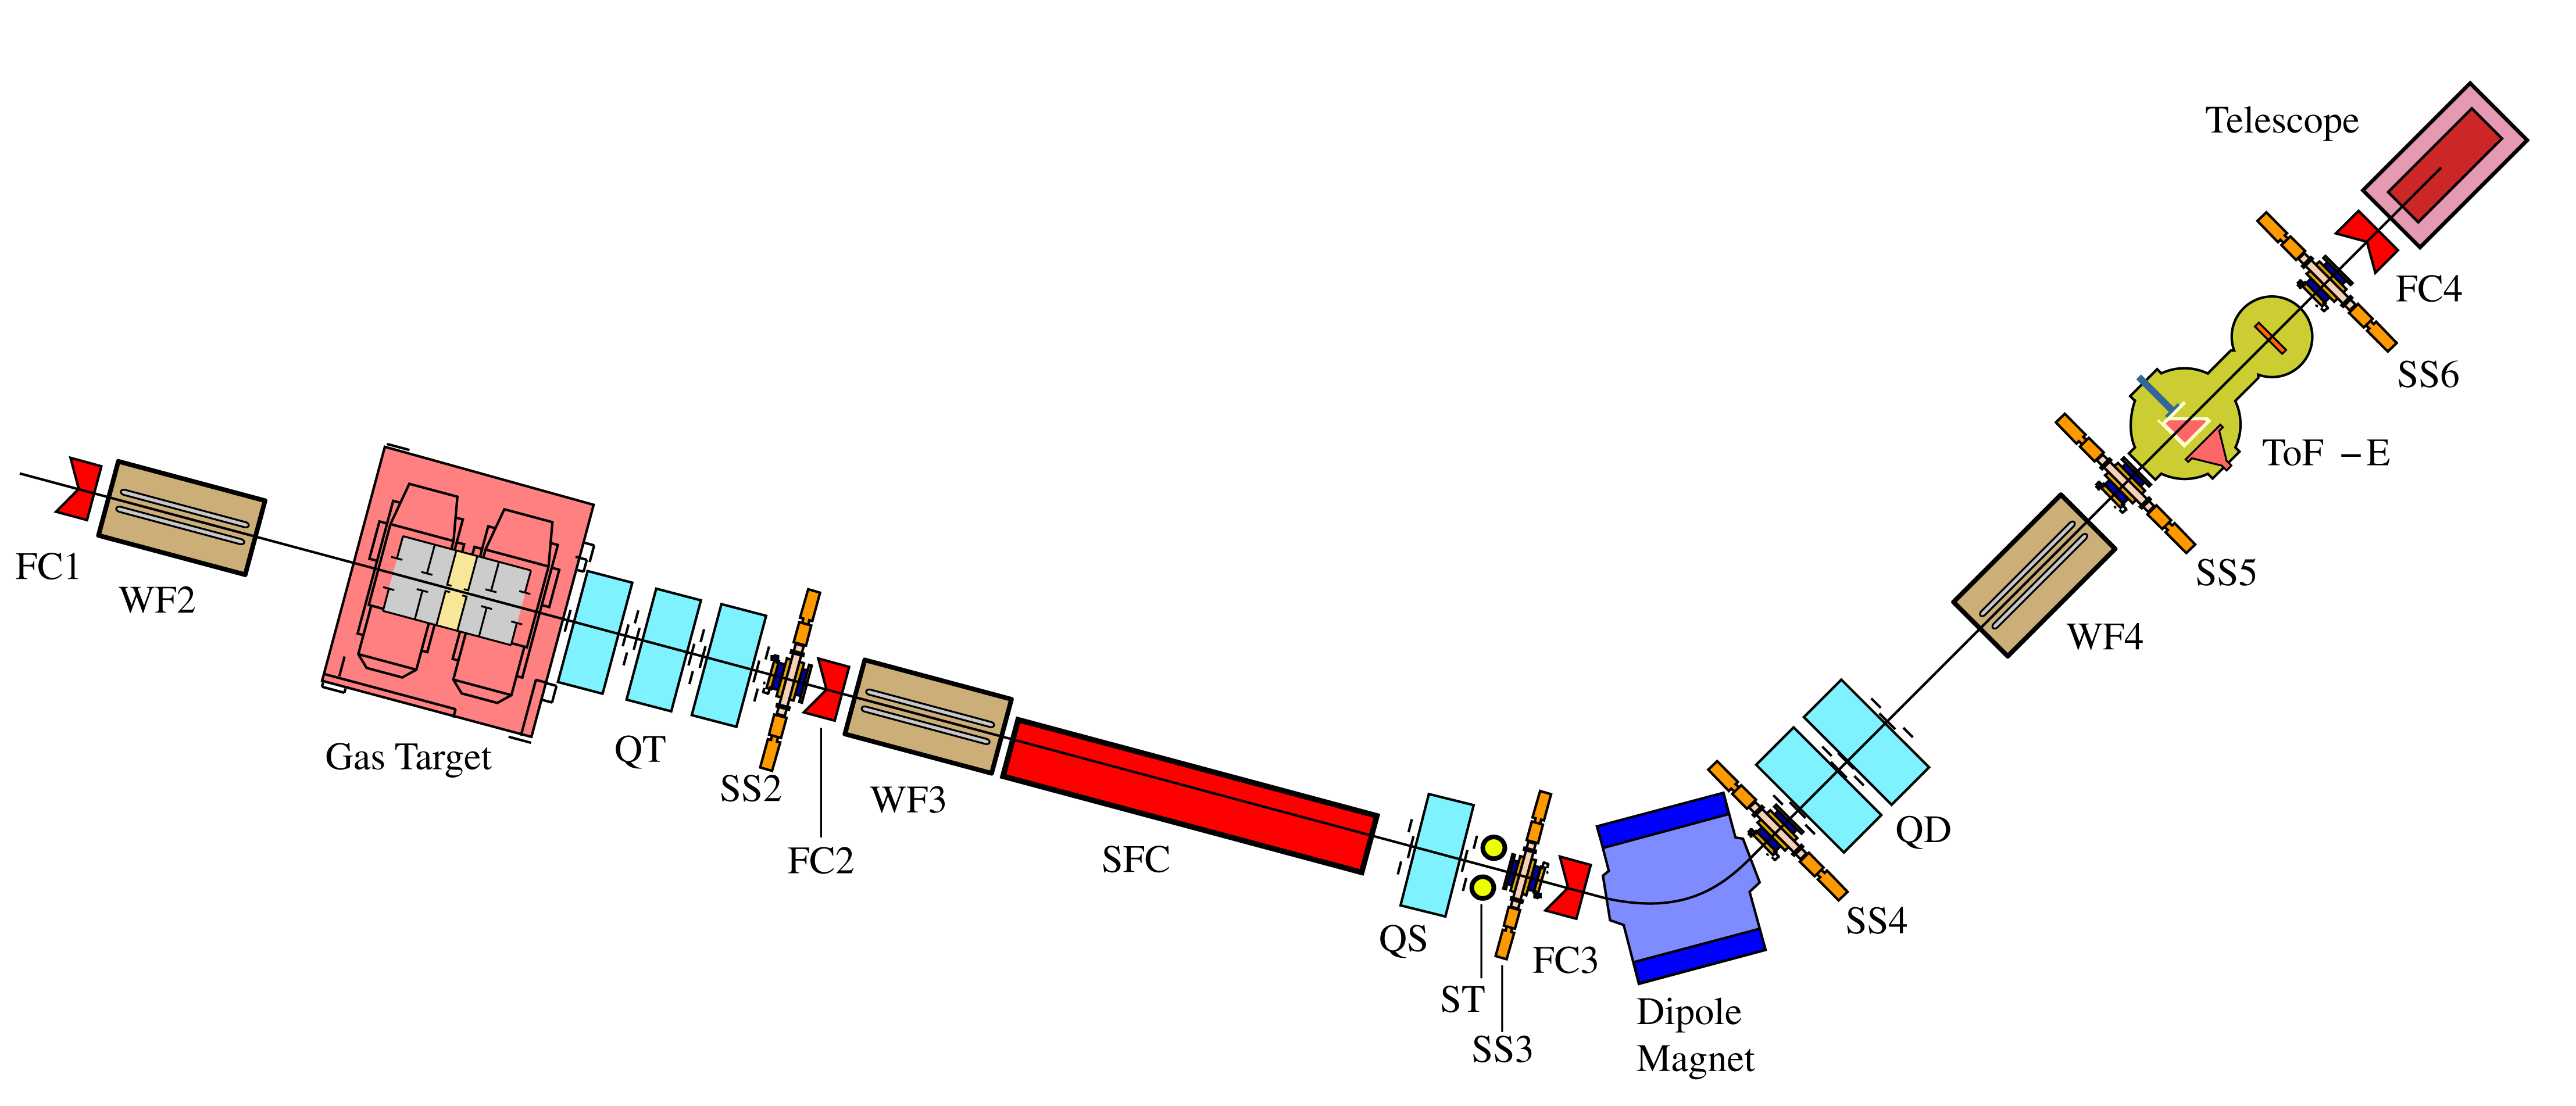 FC1
WF2
Gas Target
QT
SS2
FC2
WF3
SFC
QS
ST
SS3
FC3
Dipole
Magnet
SS4
QD
WF4
SS5
ToF –E
SS6
FC4
Telescope